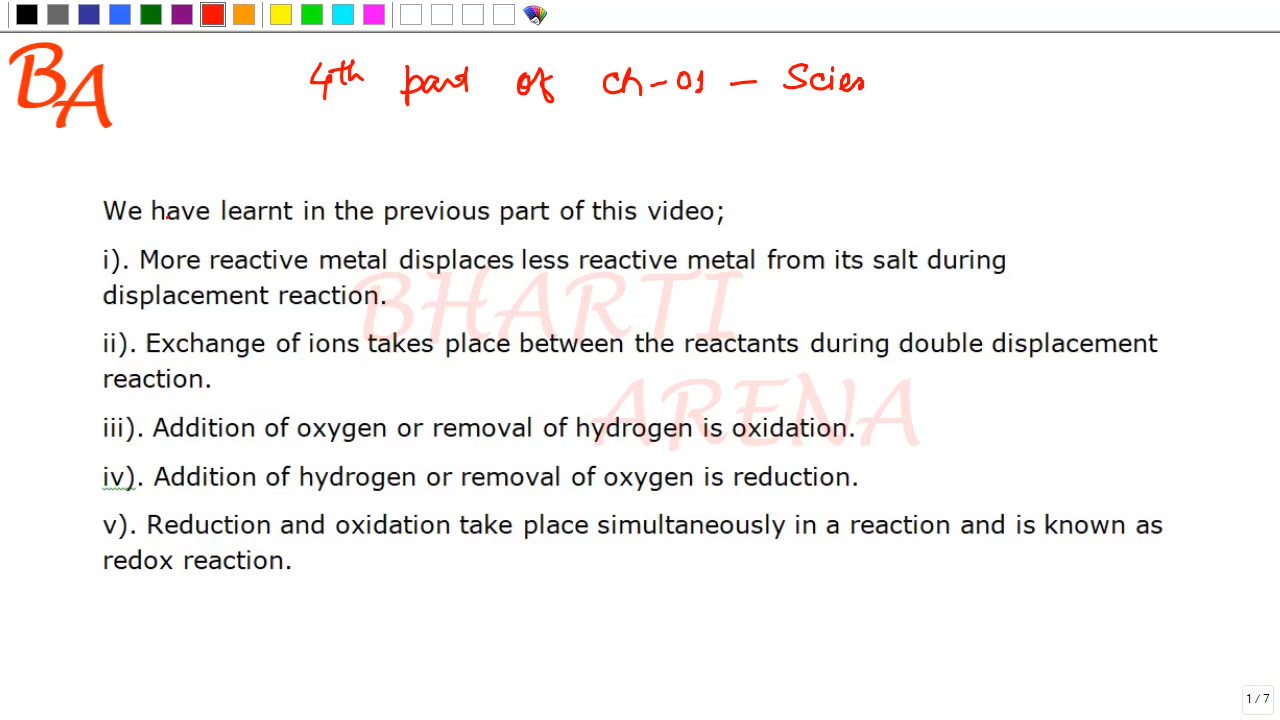 BA
4th part of ch-01 - Scien
We have learnt in the previous part of this video;
i). More reactive metal displaces less reactive metal from its salt during
displacement reaction.
ii). Exchange of ions takes place between the reactants during double displacement
reaction.
iii). Addition of oxygen or removal of hydrogen is oxidation.
iv). Addition of hydrogen or removal of oxygen is reduction.
v). Reduction and oxidation take place simultaneously in a reaction and is known as
redox reaction.
BHARTI
ARENA
1 / 7